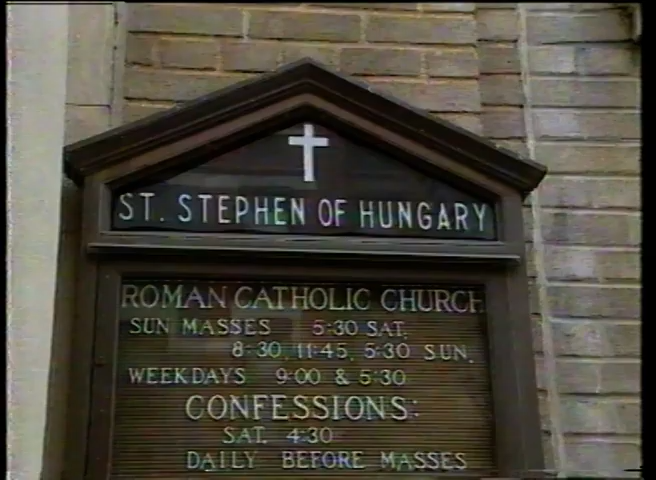 ST. STEPHEN OF HUNGARY
ROMAN CATHOLIC CHURCH
SUN MASSES 5:30 SAT.
8:30, 11:45, 5:30 SUN.
WEEKDAYS 9:00 & 5:30
CONFESSIONS:
SAT. 4:30
DAILY BEFORE MASSES